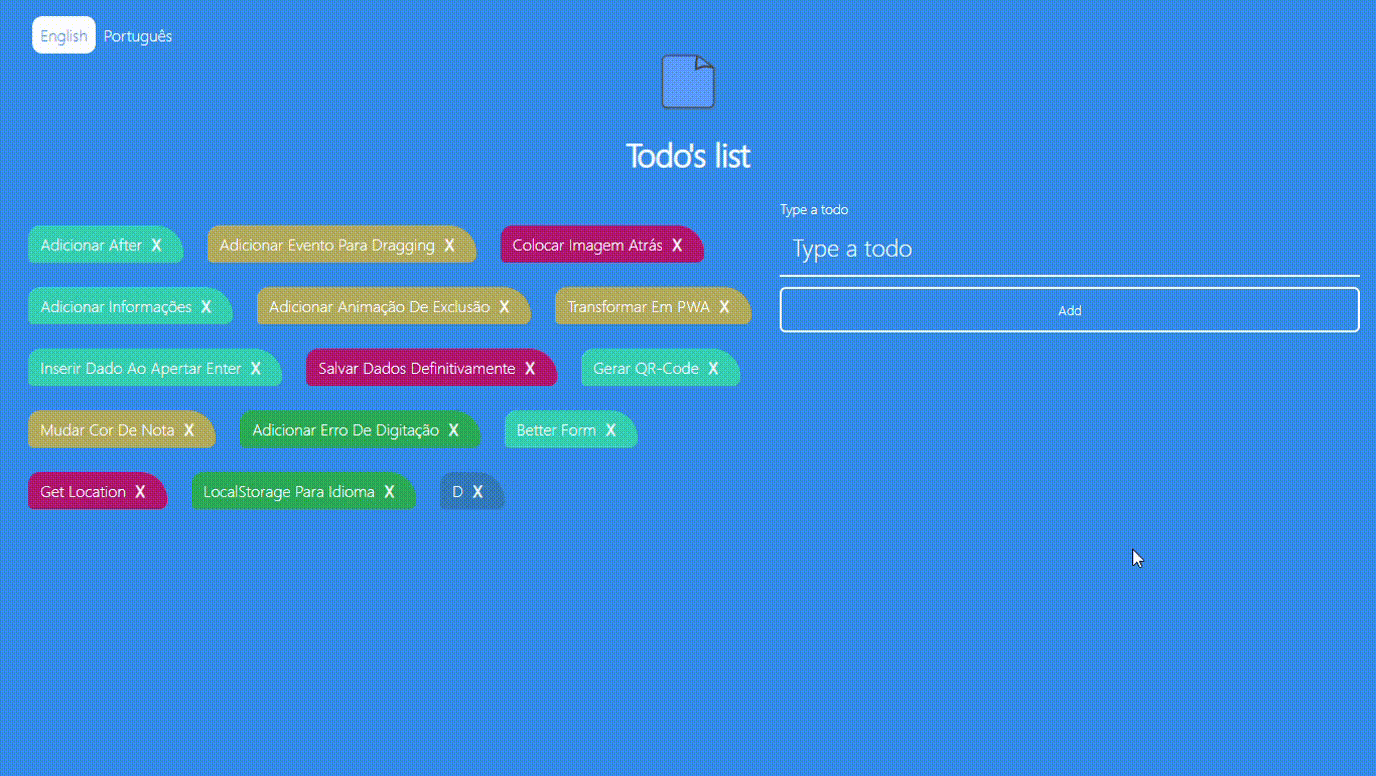 English Português
Todo's list
Type a todo
Type a todo
Add
Adicionar After X Adicionar Evento Para Dragging X Colocar Imagem Atrás X
Adicionar Informações X Adicionar Animação De Exclusão X Transformar Em PWA X
Inserir Dado Ao Apertar Enter X Salvar Dados Definitivamente X Gerar QR-Code X
Mudar Cor De Nota X Adicionar Erro De Digitação X Better Form X
Get Location X LocalStorage Para Idioma X D X